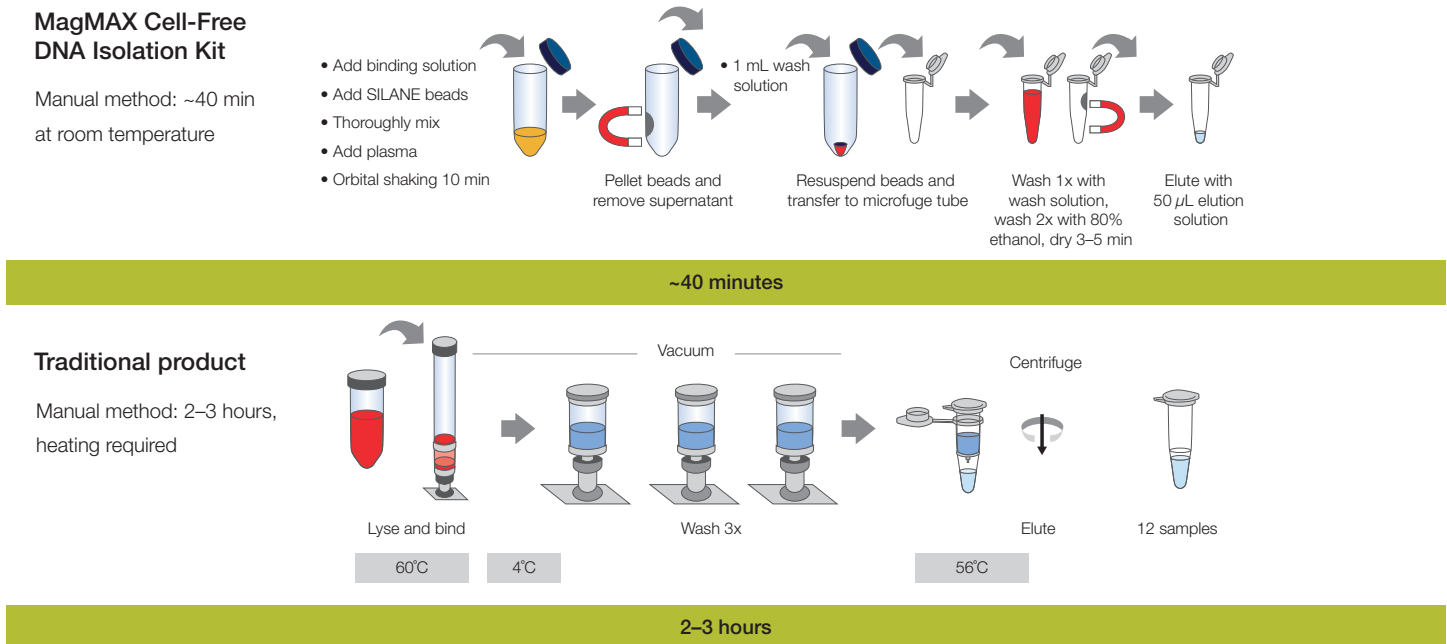 MagMAX Cell-Free
DNA Isolation Kit
Manual method: ~40 min
at room temperature
• Add binding solution
• Add SILANE beads
• Thoroughly mix
• Add plasma
• Orbital shaking 10 min
Pellet beads and
remove supernatant
• 1 mL wash
solution
Resuspend beads and
transfer to microfuge tube
Wash 1x with
wash solution,
wash 2x with 80%
ethanol, dry 3–5 min
Elute with
50 µL elution
solution
~40 minutes
Traditional product
Manual method: 2–3 hours,
heating required
Vacuum
Centrifuge
Lyse and bind
Wash 3x
Elute
12 samples
60˚C
4˚C
56˚C
2–3 hours